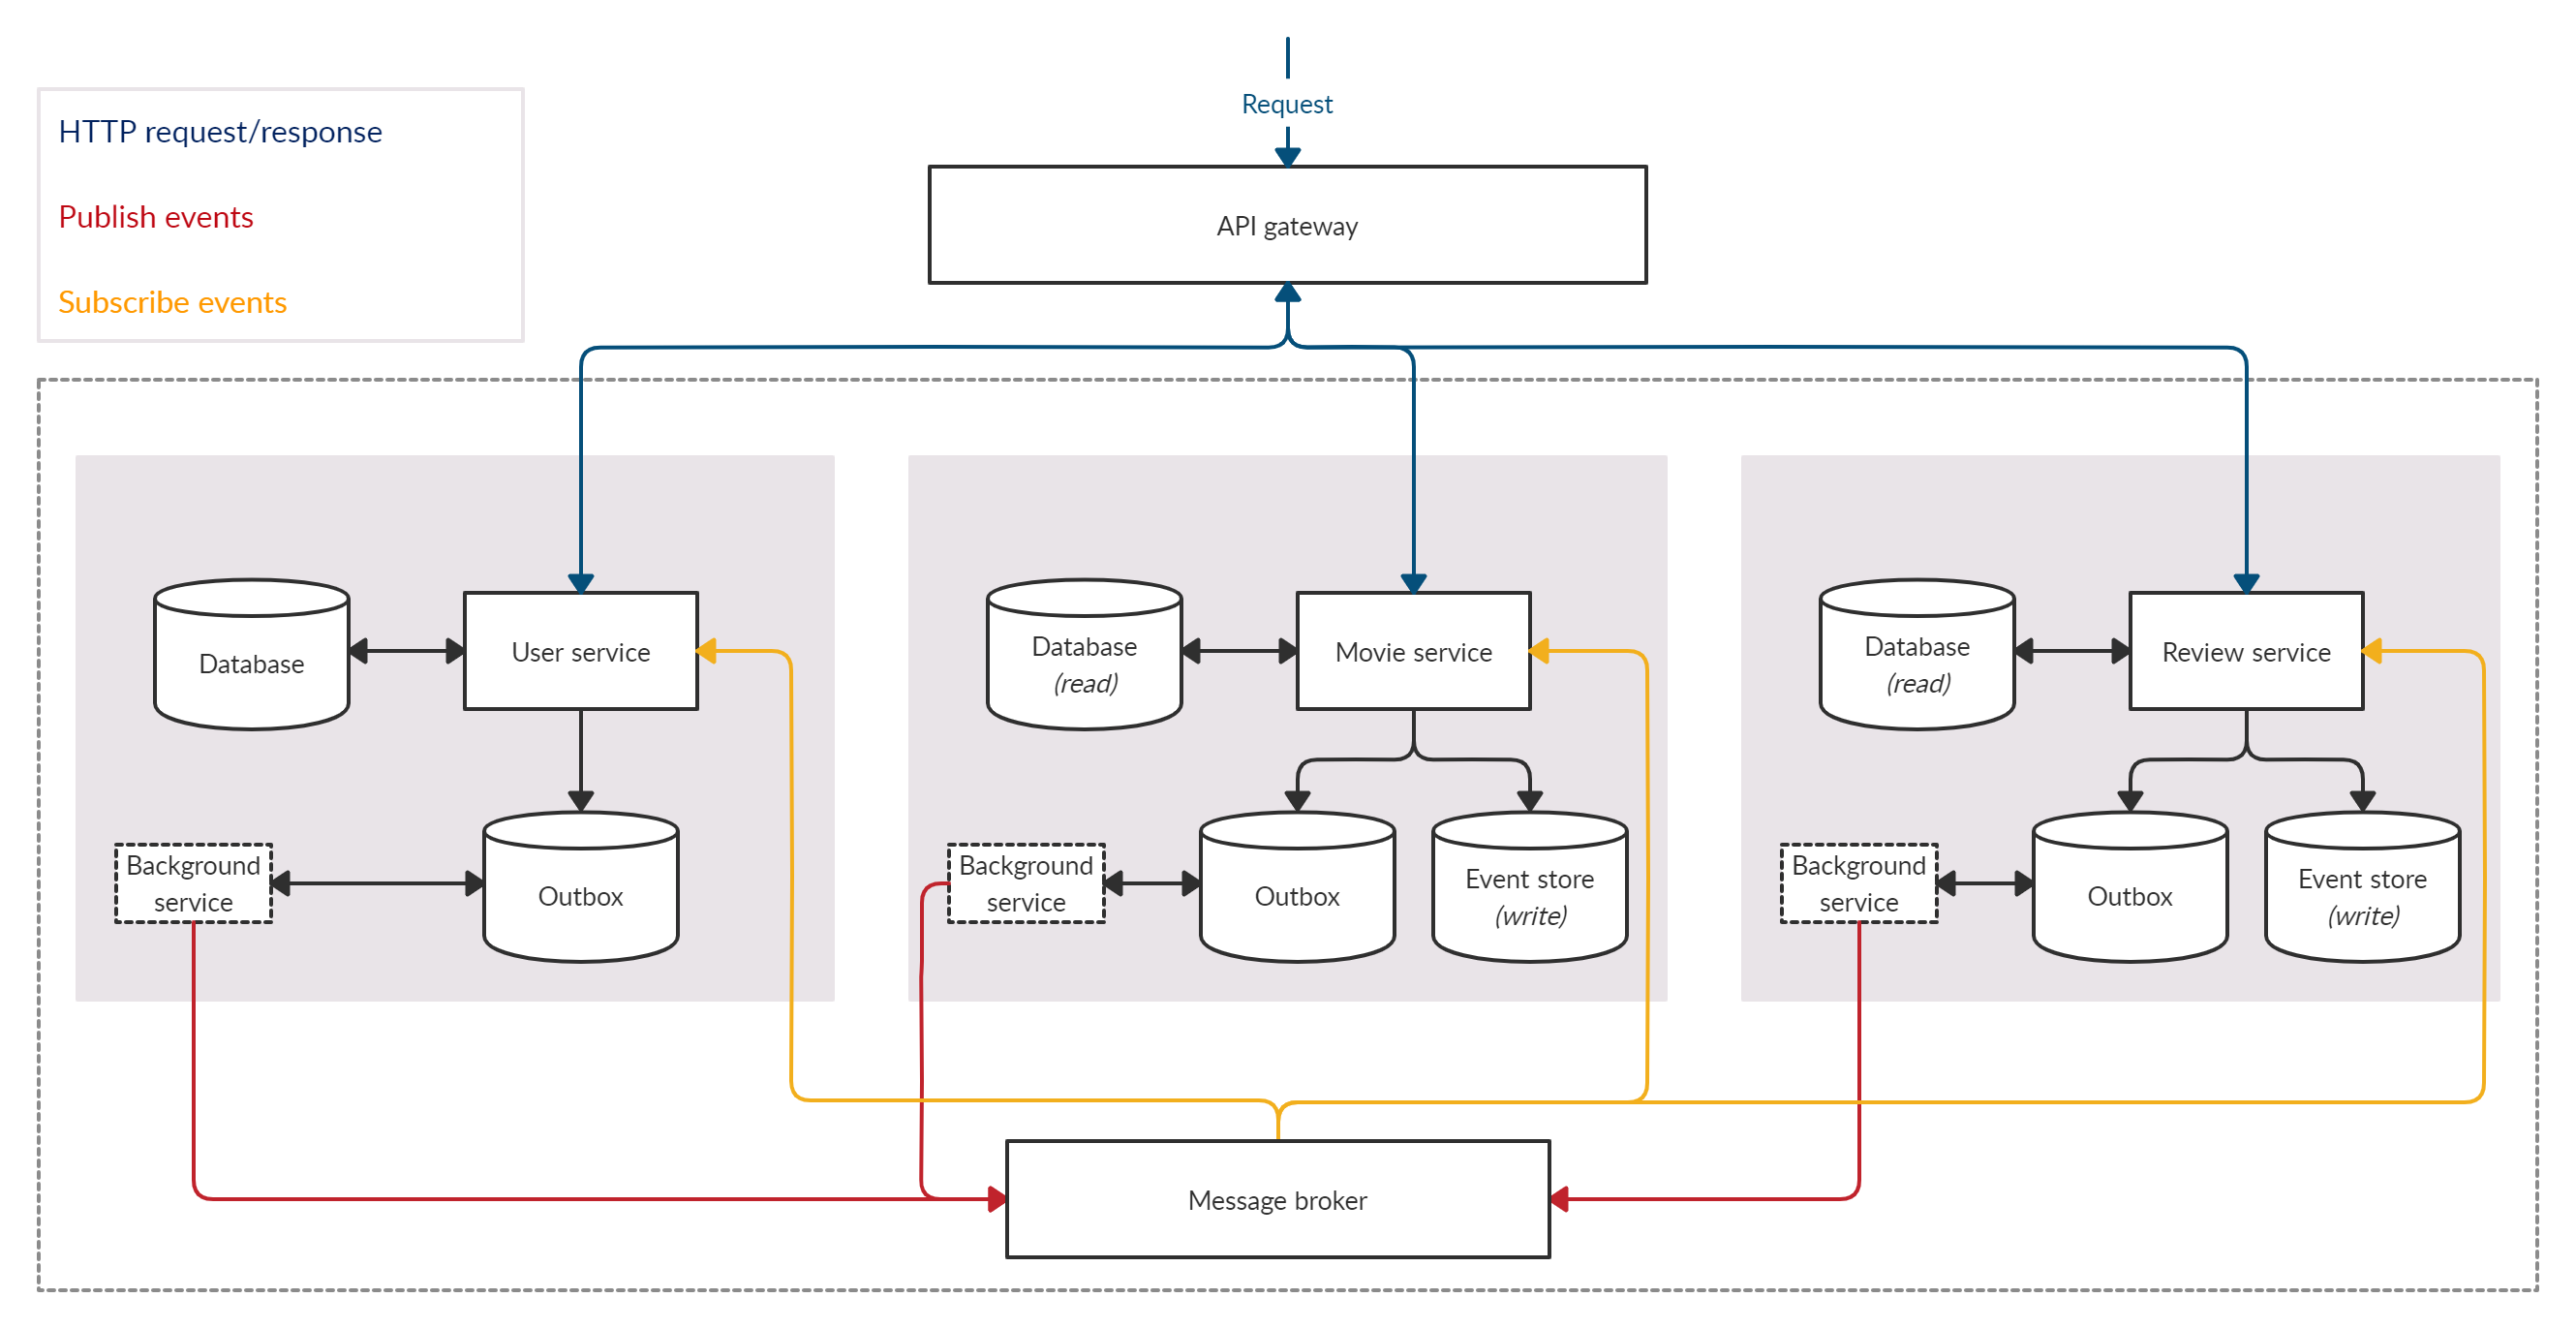 Request
HTTP request/response
Publish events
Subscribe events
API gateway
Database
User service
Background
service
Outbox
Database
(read)
Movie service
Background
service
Outbox
Event store
(write)
Database
(read)
Review service
Background
service
Outbox
Event store
(write)
Message broker